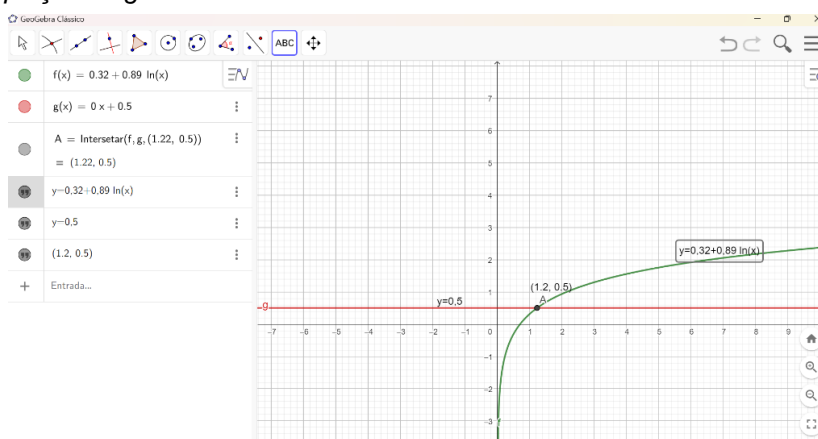 GeoGebra Clássico
ABC
f(x) = 0.32 + 0.89 ln(x)
g(x) = 0 x + 0.5
A = Intersetar(f, g, (1.22, 0.5))
= (1.22, 0.5)
y=0,32+0,89 ln(x)
y=0,5
(1.2, 0.5)
Entrada...
7
6
5
4
3
2
1
-1
-2
-3
-7 -6 -5 -4 -3 -2 -1 0 1 2 3 4 5 6 7 8 9
g
y=0,5
(1.2, 0.5)
A
y=0,32+0,89 ln(x)
f